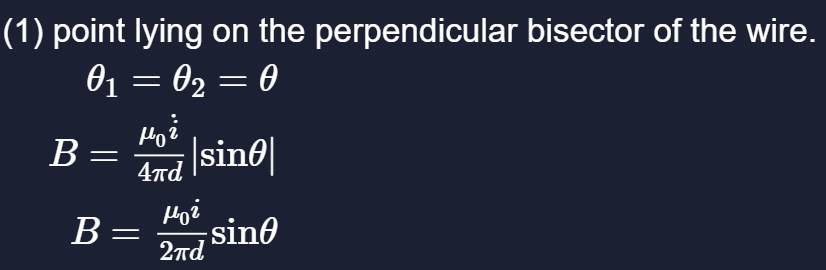 (1) point lying on the perpendicular bisector of the wire.
θ₁ = θ₂ = θ
B = μ₀i/4πd |sinθ|
B = μ₀i/2πd sinθ